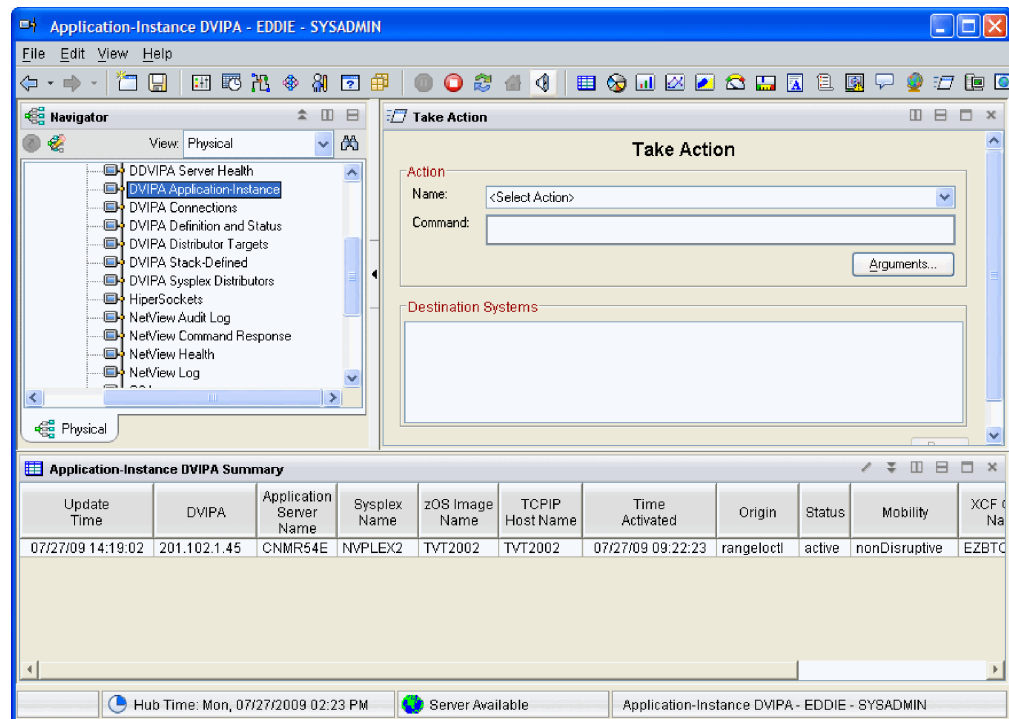 Application-Instance DVIPA - EDDIE - SYSADMIN
File Edit View Help
Navigator
View: Physical
DDVIPA Server Health
DVIPA Application-Instance
DVIPA Connections
DVIPA Definition and Status
DVIPA Distributor Targets
DVIPA Stack-Defined
DVIPA Sysplex Distributors
HiperSockets
NetView Audit Log
NetView Command Response
NetView Health
NetView Log
Physical
Take Action
Take Action
Action
Name: <Select Action>
Command:
Arguments...
Destination Systems
Application-Instance DVIPA Summary
Update Time DVIPA Application Server Name Sysplex Name zOS Image Name TCPIP Host Name Time Activated Origin Status Mobility XCF
07/27/09 14:19:02 201.102.1.45 CNMR54E NVPLEX2 TVT2002 TVT2002 07/27/09 09:22:23 rangeloctl active nonDisruptive
Hub Time: Mon, 07/27/2009 02:23 PM Server Available Application-Instance DVIPA - EDDIE - SYSADMIN